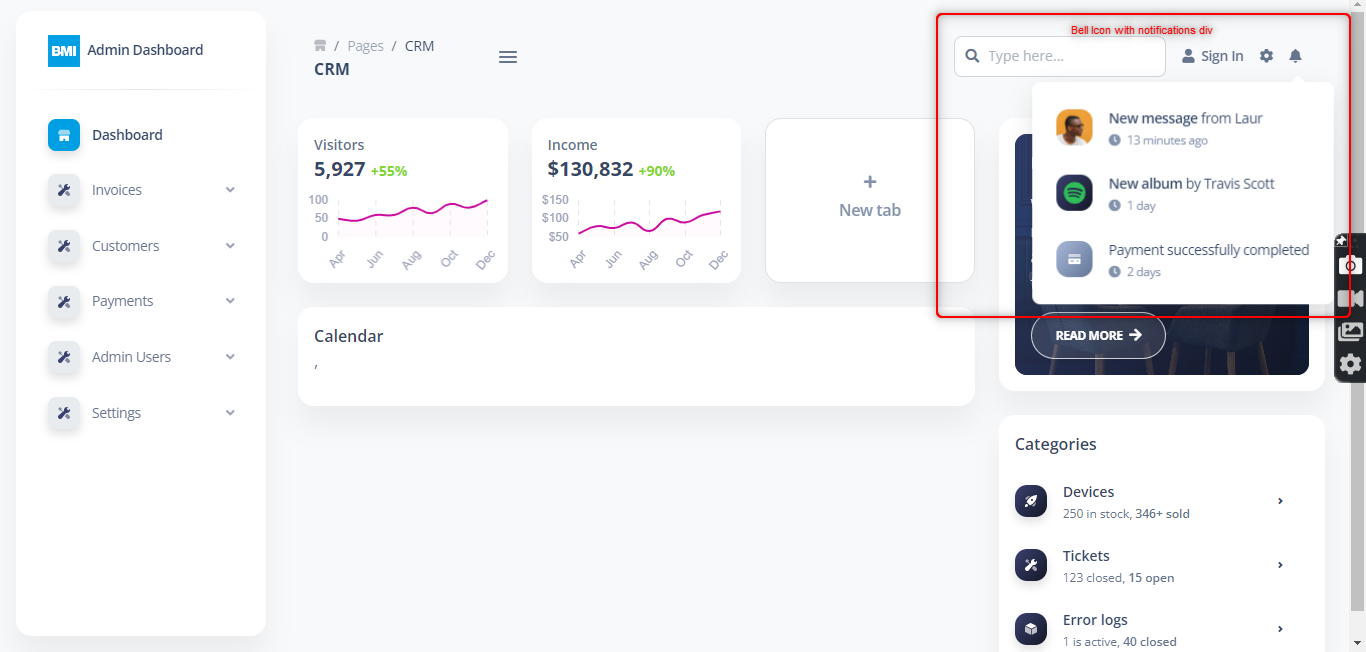 BMI Admin Dashboard
Dashboard
Invoices
Customers
Payments
Admin Users
Settings
/ Pages / CRM
CRM
Bell Icon with notifications div
Type here...
Sign In
New message from Laur
13 minutes ago
New album by Travis Scott
1 day
Payment successfully completed
2 days
Visitors
5,927 +55%
100
50
0
Apr
Jun
Aug
Oct
Dec
Income
$130,832 +90%
$150
$100
$50
Apr
Jun
Aug
Oct
Dec
+
New tab
READ MORE
Calendar
,
Categories
Devices
250 in stock, 346+ sold
Tickets
123 closed, 15 open
Error logs
1 is active, 40 closed